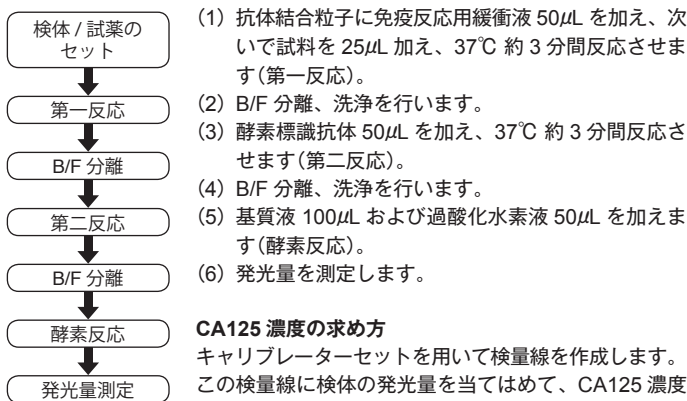 検体 / 試薬の
セット
第一反応
B/F 分離
第二反応
B/F 分離
酵素反応
発光量測定
(1) 抗体結合粒子に免疫反応用緩衝液 50μL を加え、次
いで試料を 25μL 加え、37℃ 約 3 分間反応させま
す(第一反応)。
(2) B/F 分離、洗浄を行います。
(3) 酵素標識抗体 50μL を加え、37℃ 約 3 分間反応さ
せます(第二反応)。
(4) B/F 分離、洗浄を行います。
(5) 基質液 100μL および過酸化水素液 50μL を加えま
す(酵素反応)。
(6) 発光量を測定します。
CA125 濃度の求め方
キャリブレーターセットを用いて検量線を作成します。
この検量線に検体の発光量を当てはめて、CA125 濃度